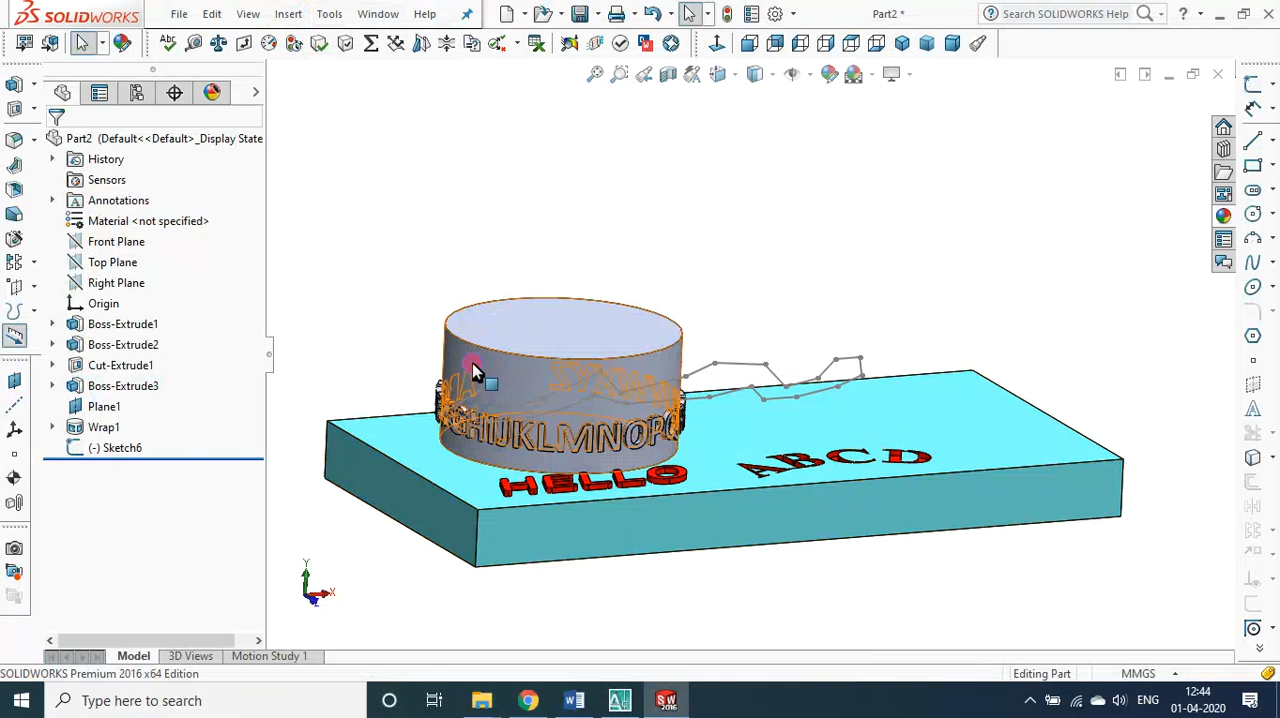 SOLIDWORKS File Edit View Insert Tools Window Help Part2 * Search SOLIDWORKS Help
Part2 (Default<<Default>_Display State
History
Sensors
Annotations
Material <not specified>
Front Plane
Top Plane
Right Plane
Origin
Boss-Extrude1
Boss-Extrude2
Cut-Extrude1
Boss-Extrude3
Plane1
Wrap1
(-) Sketch6
GHIJKLMNOP
HELLO
ABCD
Y
X
Z
Model 3D Views Motion Study 1
SOLIDWORKS Premium 2016 x64 Edition Editing Part MMGS
Type here to search ENG 12:44
01-04-2020